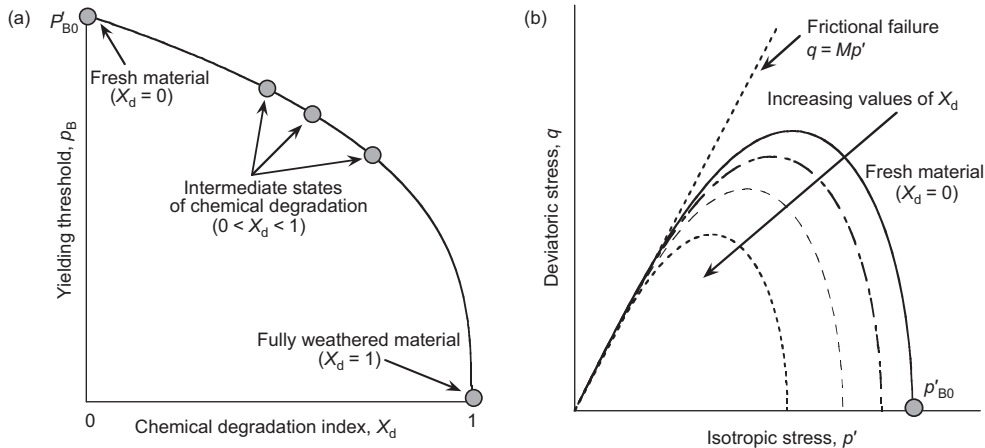 (a)
P′B0
Fresh material
(Xd = 0)
Intermediate states
of chemical degradation
(0 < Xd < 1)
Fully weathered material
(Xd = 1)
Yielding threshold, pB
0
1
Chemical degradation index, Xd
(b)
Frictional failure
q = Mp′
Increasing values of Xd
Fresh material
(Xd = 0)
p′B0
Deviatoric stress, q
Isotropic stress, p′